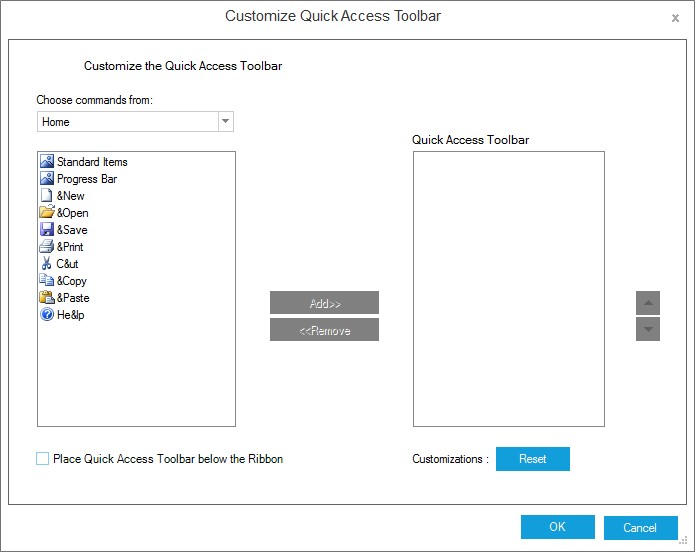 Customize Quick Access Toolbar
x
Customize the Quick Access Toolbar
Choose commands from:
Home
Quick Access Toolbar
Standard Items
Progress Bar
&New
&Open
&Save
&Print
C&ut
&Copy
&Paste
He&lp
Add>>
<<Remove
Place Quick Access Toolbar below the Ribbon
Customizations :
Reset
OK
Cancel